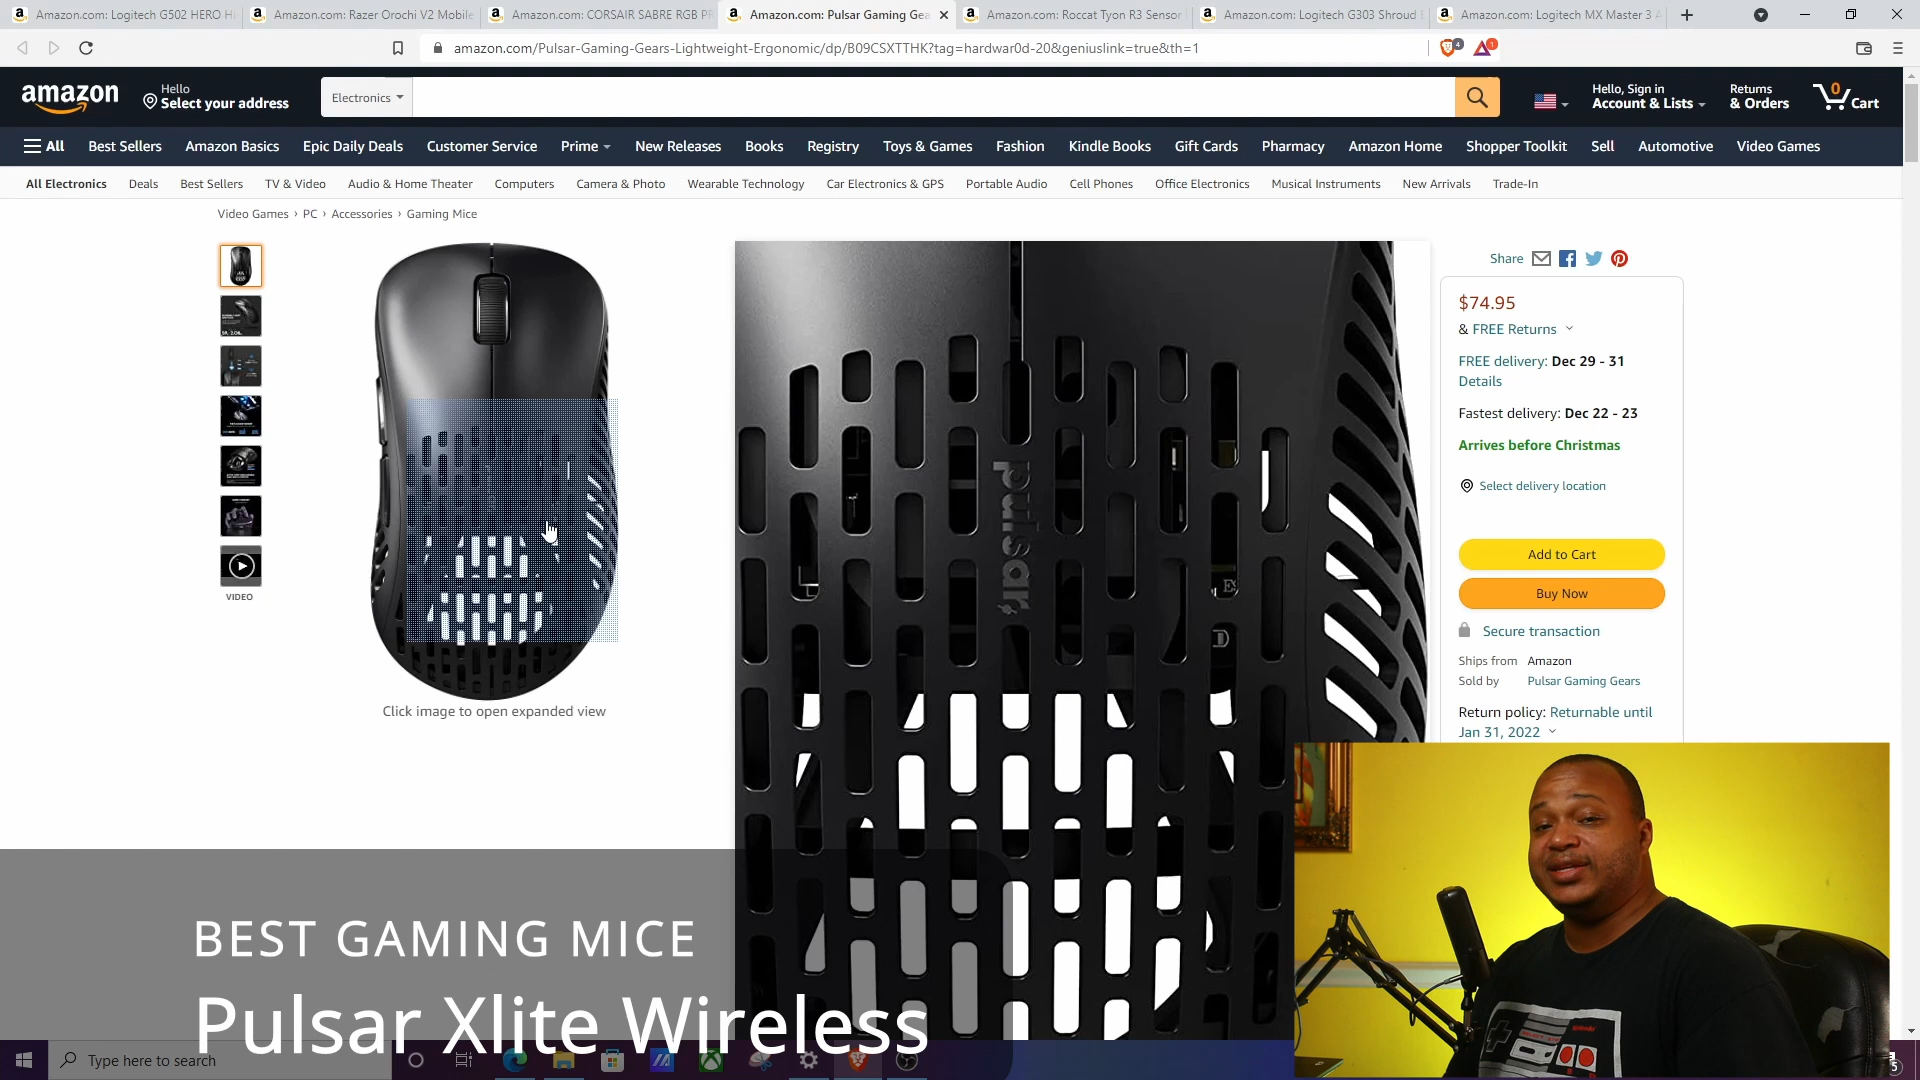 Amazon.com: Logitech G502 HERO Hi
Amazon.com: Razer Orochi V2 Mobile
Amazon.com: CORSAIR SABRE RGB PR
Amazon.com: Pulsar Gaming Gea
Amazon.com: Roccat Tyon R3 Sensor
Amazon.com: Logitech G303 Shroud E
Amazon.com: Logitech MX Master 3 A
amazon.com/Pulsar-Gaming-Gears-Lightweight-Ergonomic/dp/B09CSXTTHK?tag=hardwar0d-20&geniuslink=true&th=1
4
1
amazon
Hello
Select your address
Electronics
Hello, Sign in
Account & Lists
Returns
& Orders
0
Cart
All
Best Sellers
Amazon Basics
Epic Daily Deals
Customer Service
Prime
New Releases
Books
Registry
Toys & Games
Fashion
Kindle Books
Gift Cards
Pharmacy
Amazon Home
Shopper Toolkit
Sell
Automotive
Video Games
All Electronics
Deals
Best Sellers
TV & Video
Audio & Home Theater
Computers
Camera & Photo
Wearable Technology
Car Electronics & GPS
Portable Audio
Cell Phones
Office Electronics
Musical Instruments
New Arrivals
Trade-In
Video Games › PC › Accessories › Gaming Mice
VIDEO
Click image to open expanded view
pulsar
Share
$74.95
& FREE Returns
FREE delivery: Dec 29 - 31
Details
Fastest delivery: Dec 22 - 23
Arrives before Christmas
Select delivery location
Add to Cart
Buy Now
Secure transaction
Ships from Amazon
Sold by Pulsar Gaming Gears
Return policy: Returnable until
Jan 31, 2022
BEST GAMING MICE
Pulsar Xlite Wireless
Type here to search
5